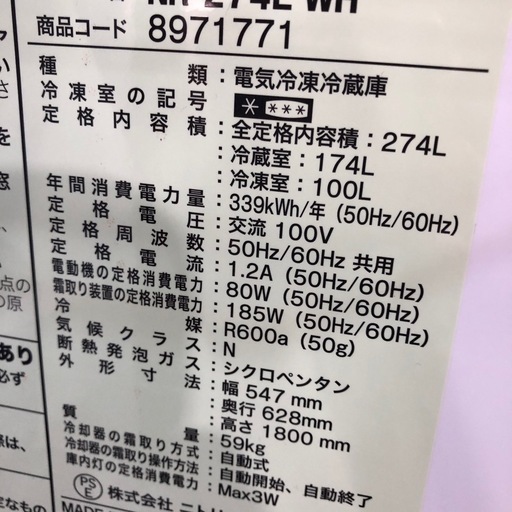 商品コード 8971771
種類：電気冷凍冷蔵庫
冷凍室の記号：****
定格内容積：全定格内容積：274L
：冷蔵室：174L
：冷凍室：100L
年間消費電力量：339kWh/年（50Hz/60Hz）
定格電圧：交流 100V
定格周波数：50Hz/60Hz 共用
定格電流：1.2A（50Hz/60Hz）
電動機の定格消費電力：80W（50Hz/60Hz）
霜取り装置の定格消費電力：185W（50Hz/60Hz）
冷媒：R600a（50g）
気候クラス：N
断熱発泡ガス：シクロペンタン
外形寸法：幅 547 mm
：奥行 628mm
：高さ 1800 mm
質量：59kg
冷却器の霜取り方式：自動式
冷却器の霜取り操作方法：自動開始、自動終了
庫内灯の定格消費電力：Max3W
PSE 株式会社 ニトリ
あり
必ず